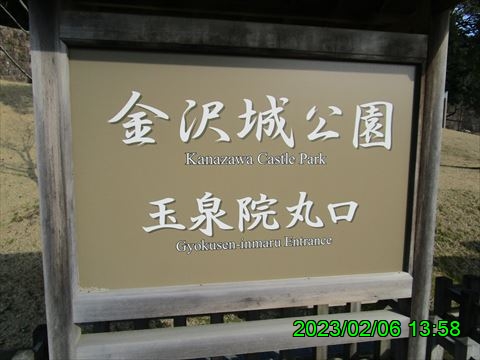 金沢城公園
Kanazawa Castle Park
玉泉院丸口
Gyokusen-inmaru Entrance
2023/02/06 13:58